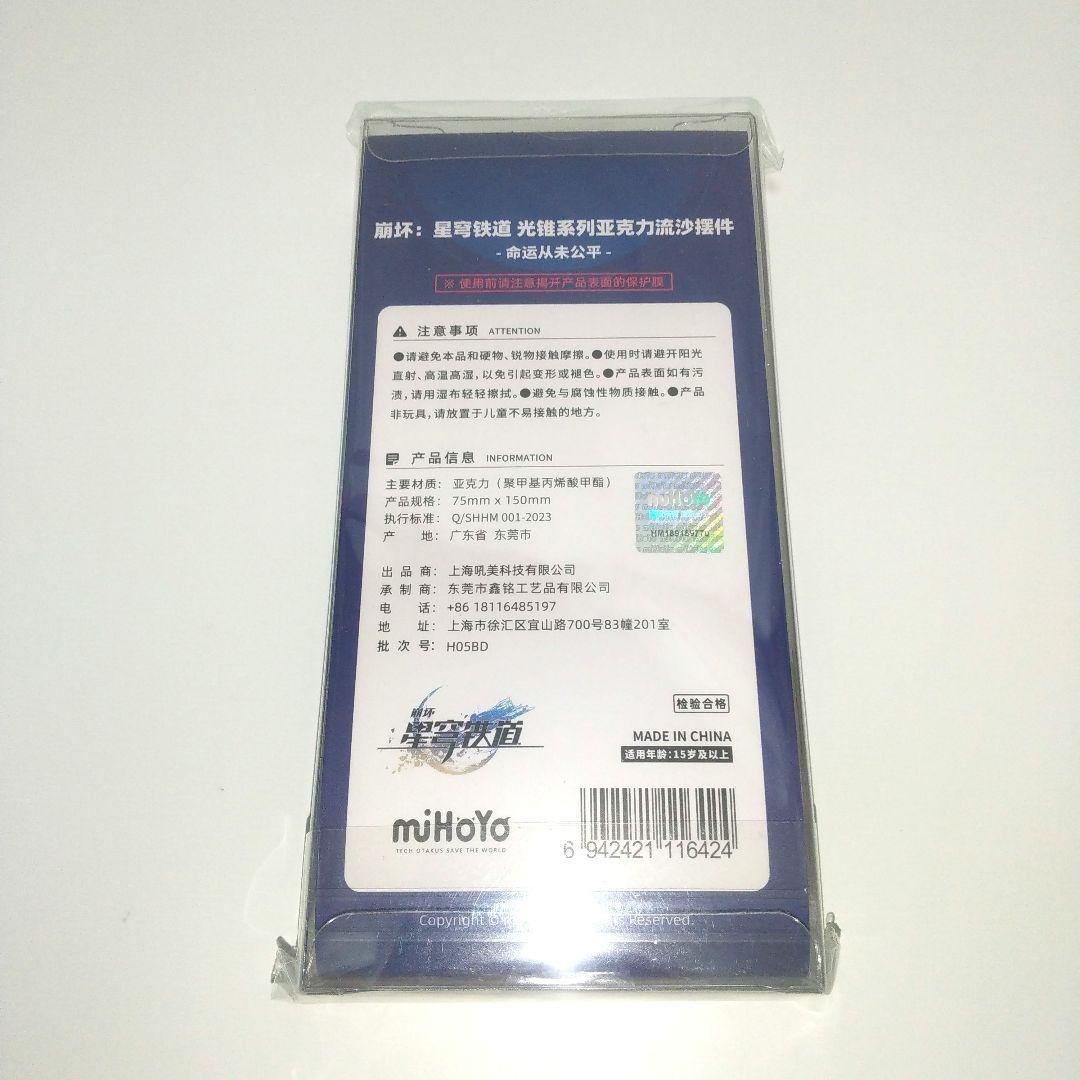 崩坏：星穹铁道 光锥系列亚克力流沙摆件
- 命运从未公平 -
※ 使用前请注意揭开产品表面的保护膜
注意事项 ATTENTION
●请避免本品和硬物、锐物接触摩擦。●使用时请避开阳光
直射、高温高湿，以免引起变形或褪色。●产品表面如有污
渍，请用湿布轻轻擦拭。●避免与腐蚀性物质接触。●产品
非玩具，请放置于儿童不易接触的地方。
产品信息 INFORMATION
主要材质： 亚克力（聚甲基丙烯酸甲酯）
产品规格： 75mm x 150mm
执行标准： Q/SHHM 001-2023
产 地： 广东省 东莞市
miHoYo
出 品 商： 上海吼美科技有限公司
承 制 商： 东莞市鑫铭工艺品有限公司
电 话： +86 18116485197
地 址： 上海市徐汇区宜山路700号83幢201室
批 次 号： H05BD
崩坏
星穹铁道
检验合格
MADE IN CHINA
适用年龄：15岁及以上
miHoYo
TECH OTAKUS SAVE THE WORLD
6 942421 116424
Copyright © Reserved.